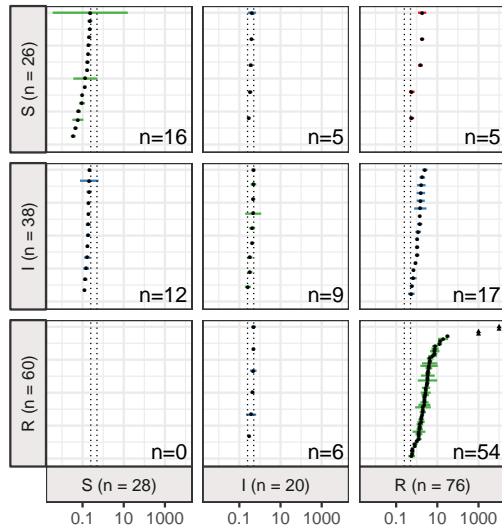 S (n = 26)
n=16
n=5
n=5
I (n = 38)
n=12
n=9
n=17
R (n = 60)
n=0
n=6
n=54
S (n = 28)
I (n = 20)
R (n = 76)
0.1 10 1000
0.1 10 1000
0.1 10 1000